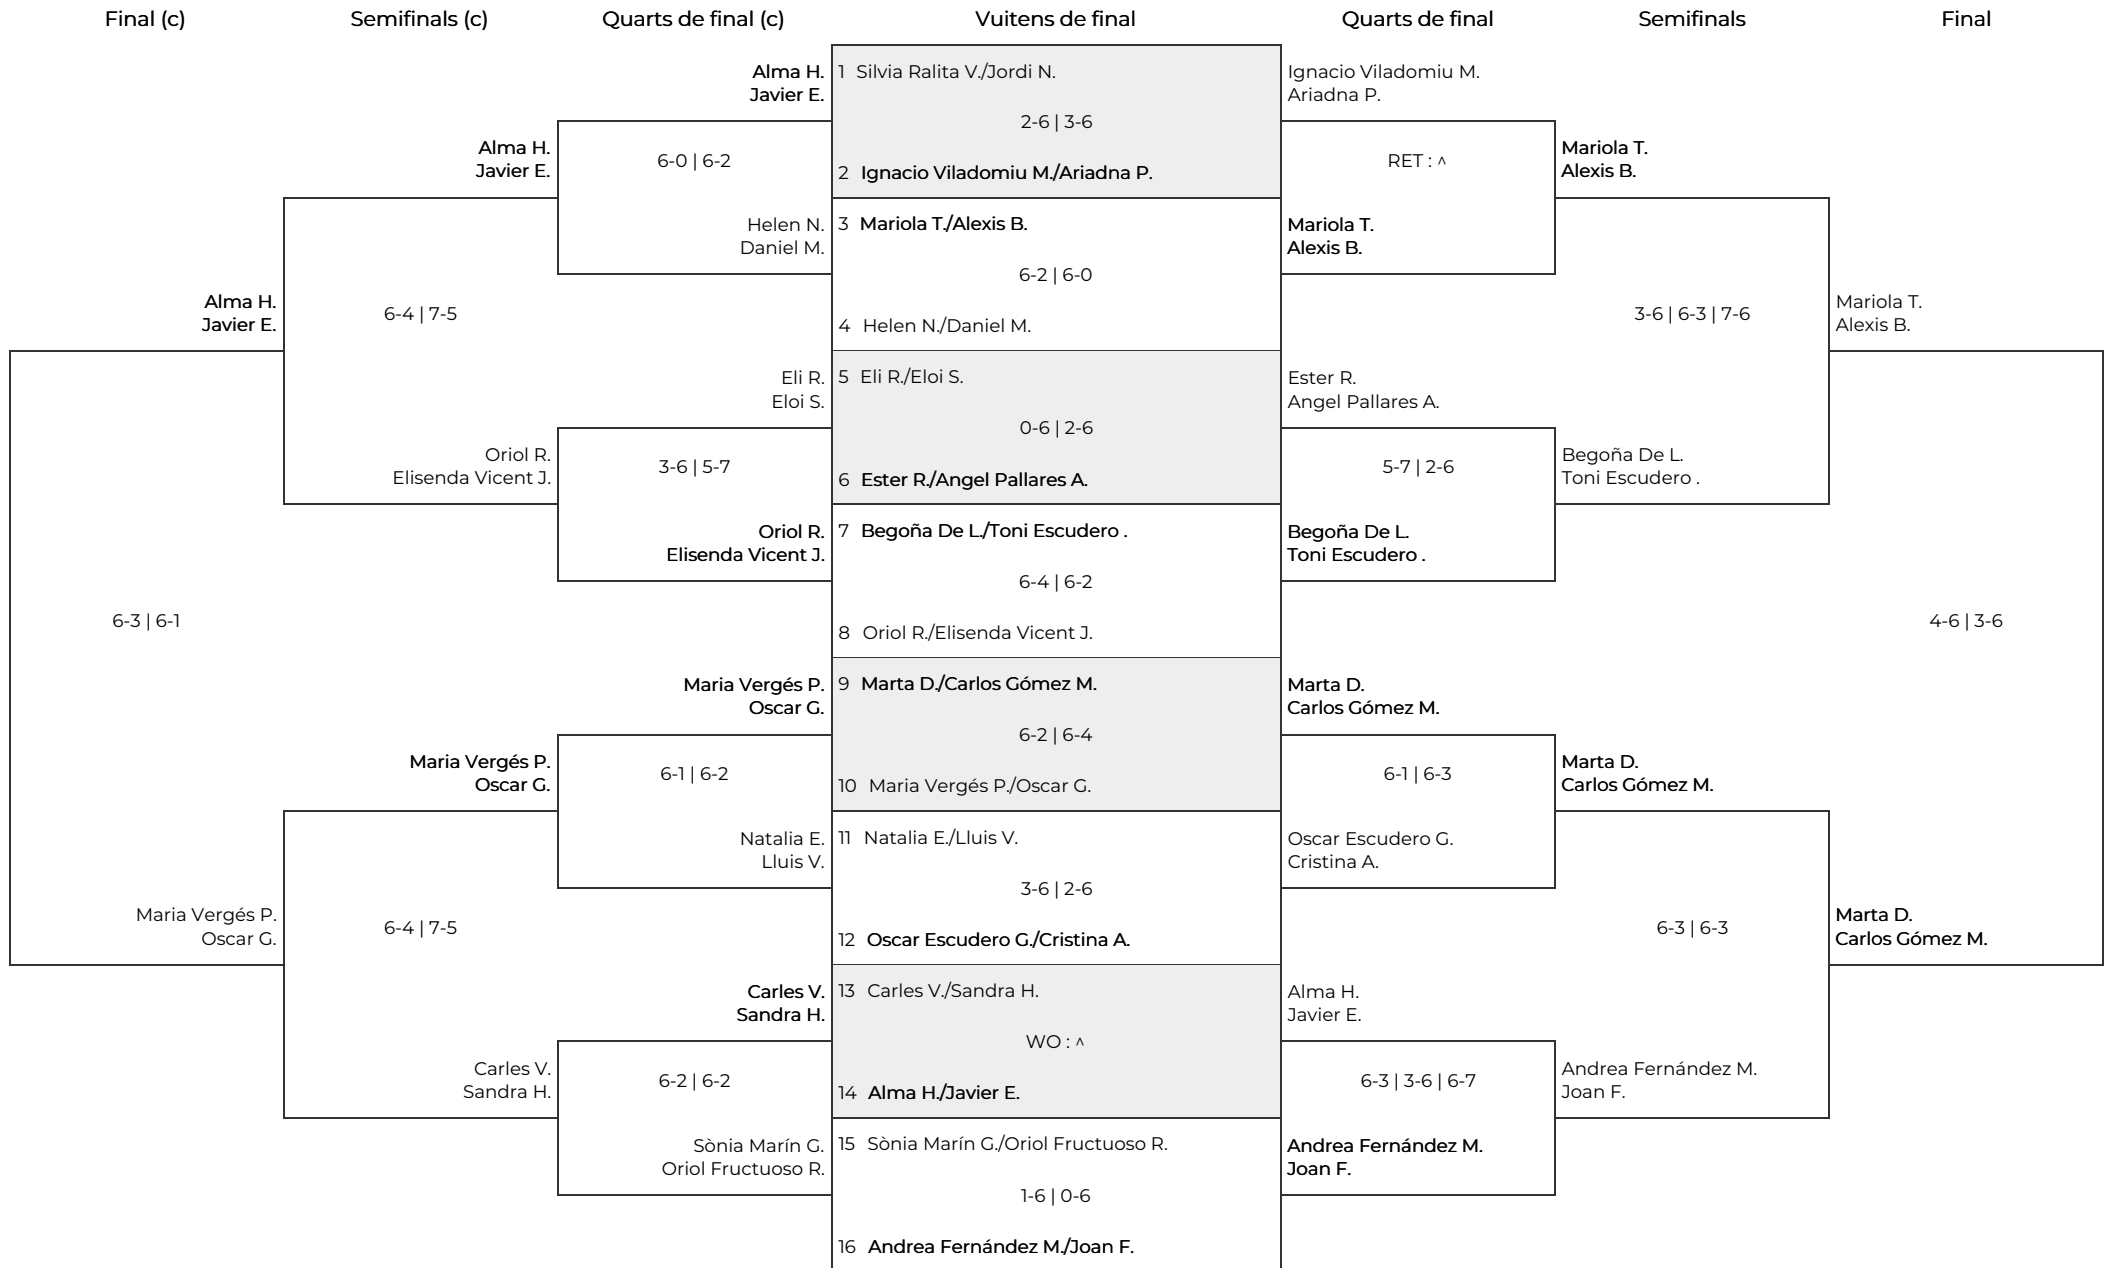 Final (c)
Semifinals (c)
Quarts de final (c)
Vuitens de final
Quarts de final
Semifinals
Final
Alma H.
Javier E.
6-3 | 6-1
Maria Vergés P.
Oscar G.
Alma H.
Javier E.
6-4 | 7-5
Oriol R.
Elisenda Vicent J.
Maria Vergés P.
Oscar G.
6-4 | 7-5
Carles V.
Sandra H.
Alma H.
Javier E.
6-0 | 6-2
Helen N.
Daniel M.
Eli R.
Eloi S.
3-6 | 5-7
Oriol R.
Elisenda Vicent J.
Maria Vergés P.
Oscar G.
6-1 | 6-2
Natalia E.
Lluis V.
Carles V.
Sandra H.
6-2 | 6-2
Sònia Marín G.
Oriol Fructuoso R.
1 Silvia Ralita V./Jordi N.
2-6 | 3-6
2 Ignacio Viladomiu M./Ariadna P.
3 Mariola T./Alexis B.
6-2 | 6-0
4 Helen N./Daniel M.
5 Eli R./Eloi S.
0-6 | 2-6
6 Ester R./Angel Pallares A.
7 Begoña De L./Toni Escudero .
6-4 | 6-2
8 Oriol R./Elisenda Vicent J.
9 Marta D./Carlos Gómez M.
6-2 | 6-4
10 Maria Vergés P./Oscar G.
11 Natalia E./Lluis V.
3-6 | 2-6
12 Oscar Escudero G./Cristina A.
13 Carles V./Sandra H.
WO : ^
14 Alma H./Javier E.
15 Sònia Marín G./Oriol Fructuoso R.
1-6 | 0-6
16 Andrea Fernández M./Joan F.
Ignacio Viladomiu M.
Ariadna P.
RET : ^
Mariola T.
Alexis B.
Ester R.
Angel Pallares A.
5-7 | 2-6
Begoña De L.
Toni Escudero .
Marta D.
Carlos Gómez M.
6-1 | 6-3
Oscar Escudero G.
Cristina A.
Alma H.
Javier E.
6-3 | 3-6 | 6-7
Andrea Fernández M.
Joan F.
Mariola T.
Alexis B.
3-6 | 6-3 | 7-6
Begoña De L.
Toni Escudero .
Marta D.
Carlos Gómez M.
6-3 | 6-3
Andrea Fernández M.
Joan F.
Mariola T.
Alexis B.
4-6 | 3-6
Marta D.
Carlos Gómez M.